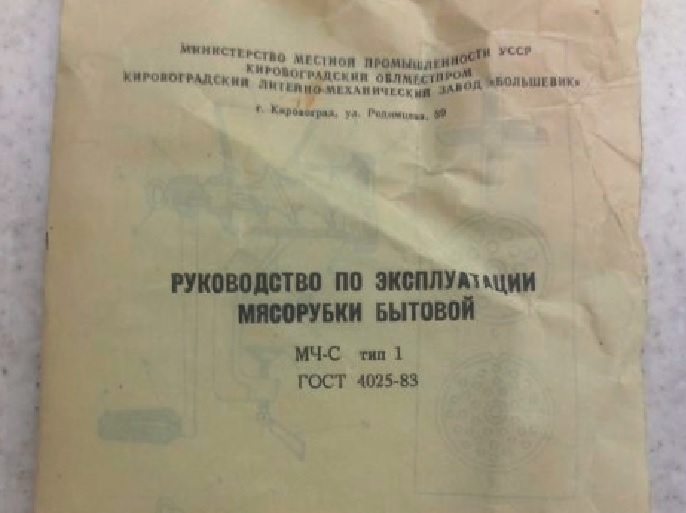 МИНИСТЕРСТВО МЕСТНОЙ ПРОМЫШЛЕННОСТИ УССР
КИРОВОГРАДСКИЙ ОБЛМЕСТПРОМ
КИРОВОГРАДСКИЙ ЛИТЕЙНО-МЕХАНИЧЕСКИЙ ЗАВОД «БОЛЬШЕВИК»
г. Кировоград, ул. Родимцева, 89
РУКОВОДСТВО ПО ЭКСПЛУАТАЦИИ
МЯСОРУБКИ БЫТОВОЙ
МЧ-С тип 1
ГОСТ 4025-83